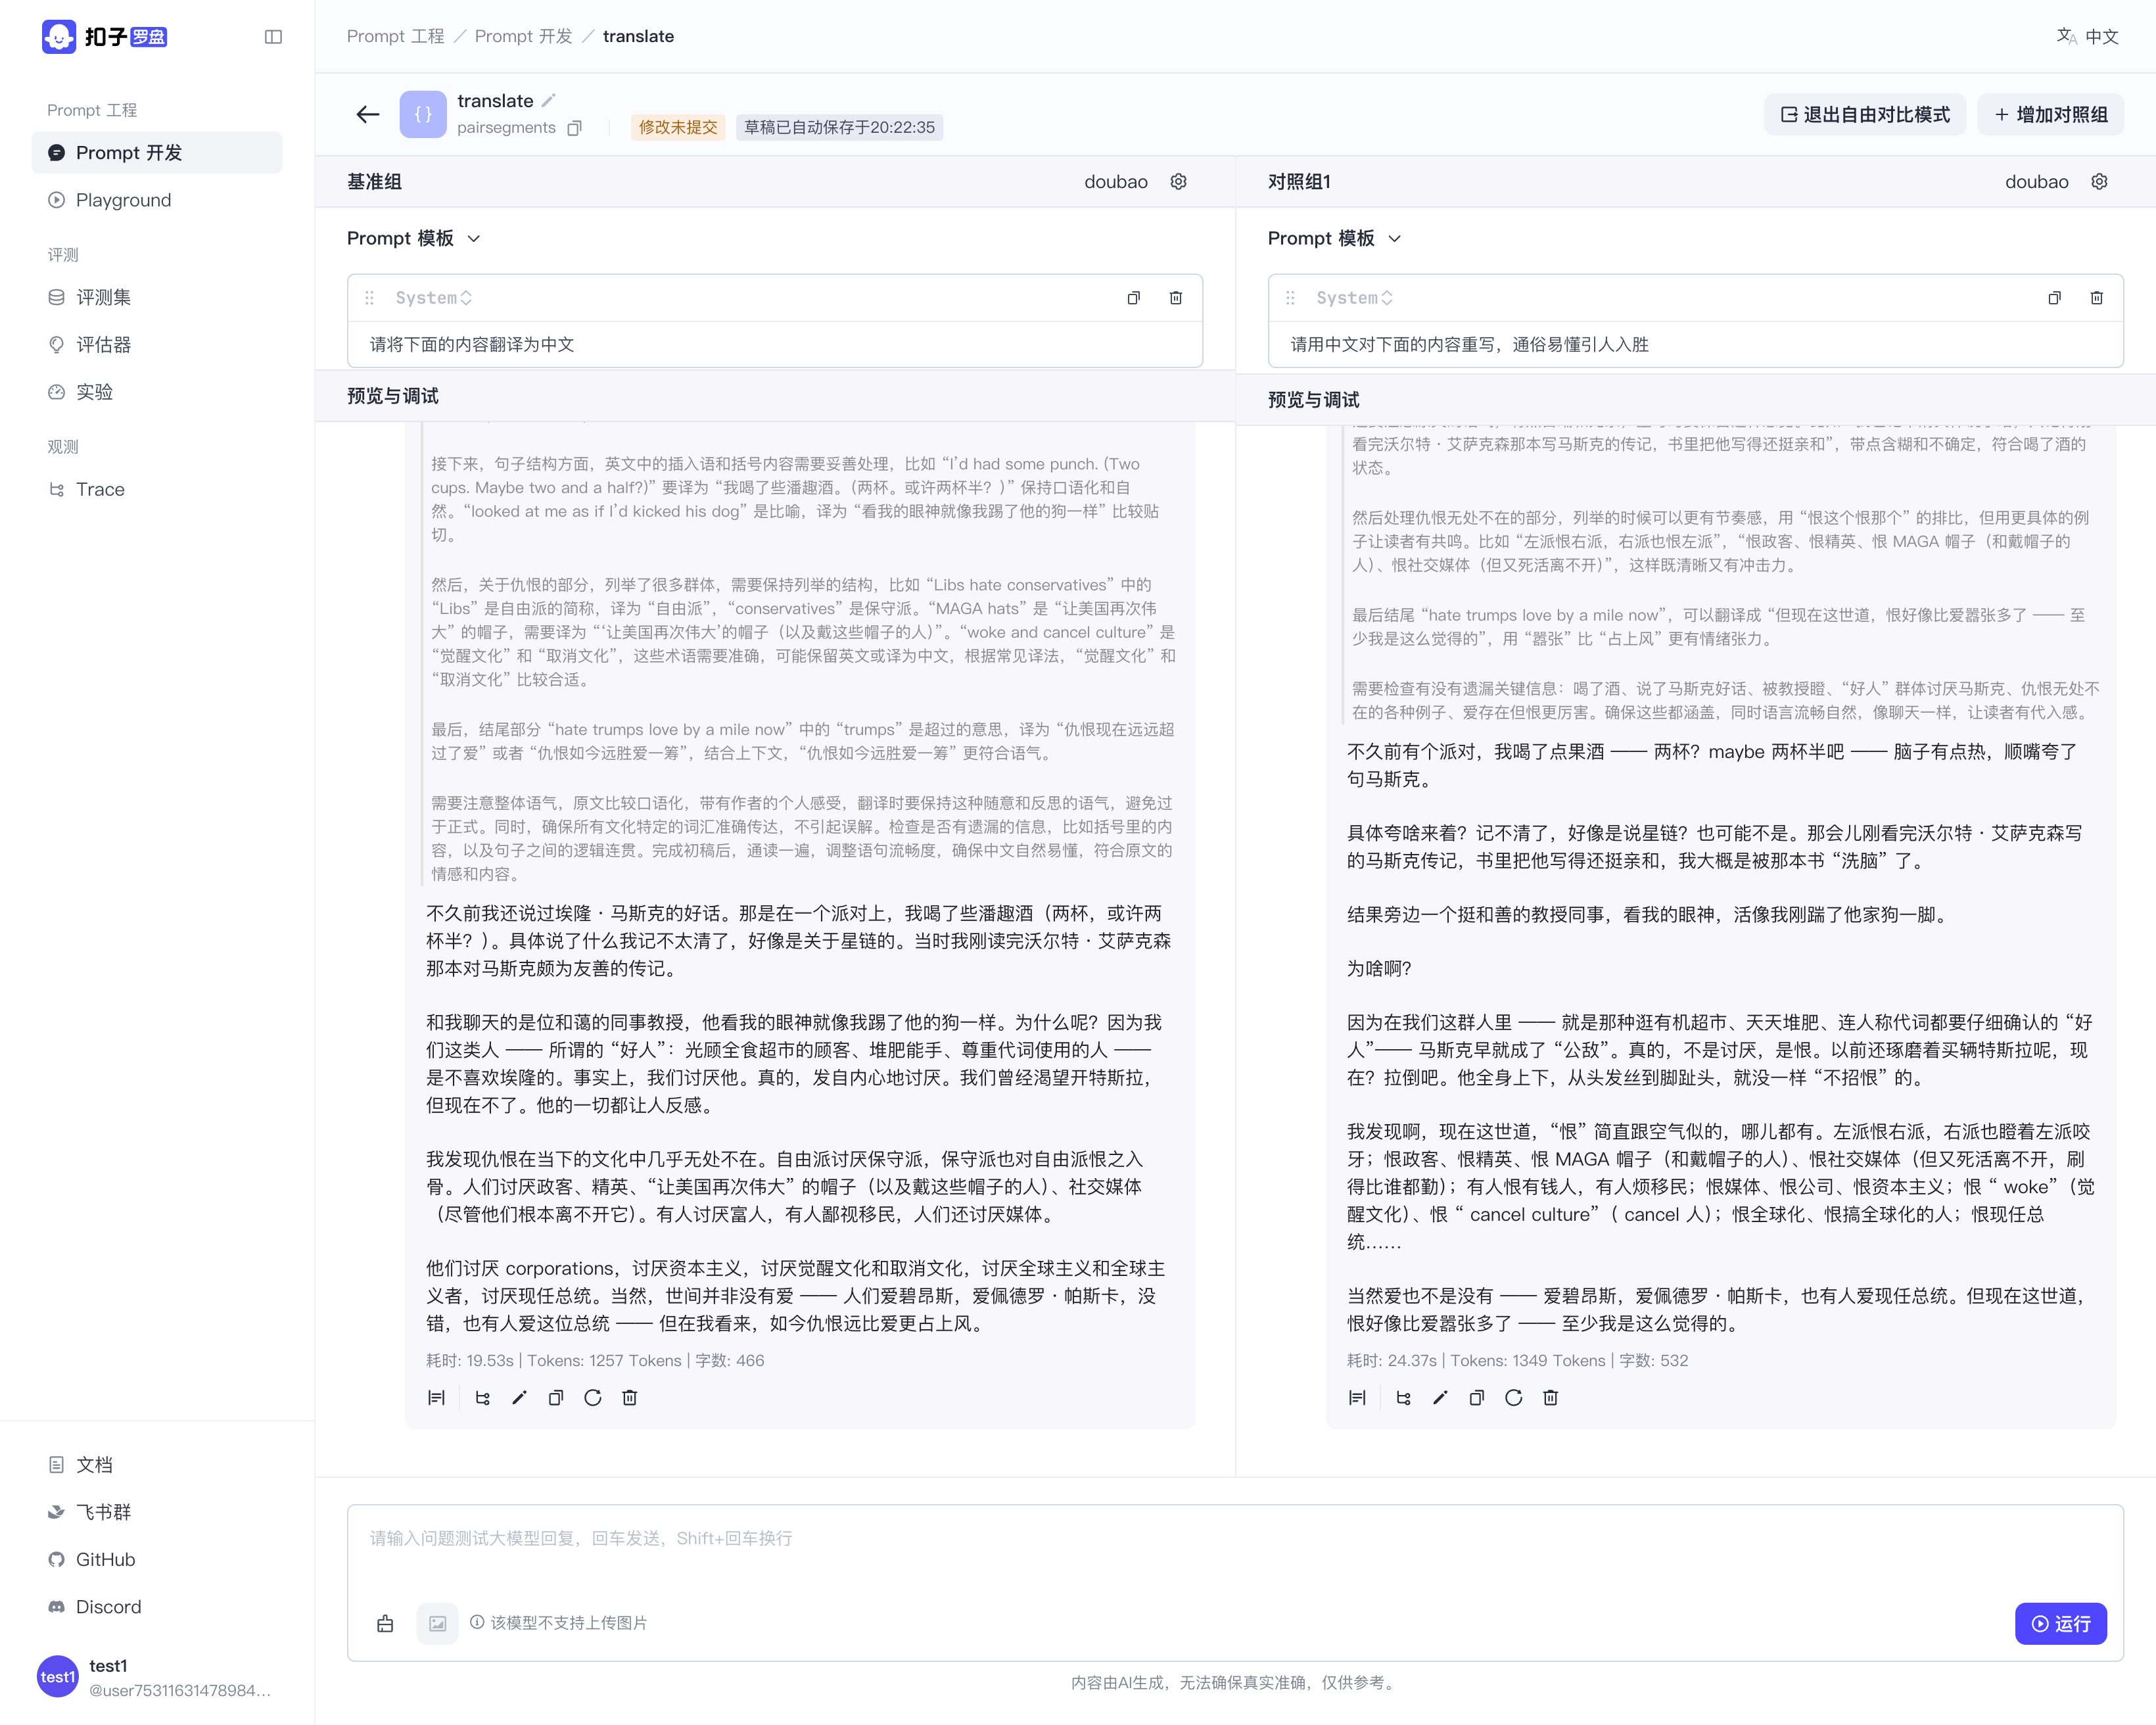 扣子罗盘
Prompt 工程
Prompt 开发
Playground
评测
评测集
评估器
实验
观测
Trace
文档
飞书群
GitHub
Discord
test1
test1
@user75311631478984...
Prompt 工程 / Prompt 开发 / translate
文A 中文
translate
pairsegments
修改未提交
草稿已自动保存于20:22:35
退出自由对比模式
+ 增加对照组
基准组
doubao
Prompt 模板
System
请将下面的内容翻译为中文
预览与调试
接下来，句子结构方面，英文中的插入语和括号内容需要妥善处理，比如 “I’d had some punch. (Two
cups. Maybe two and a half?)” 要译为 “我喝了些潘趣酒。（两杯。或许两杯半？）” 保持口语化和自
然。“looked at me as if I’d kicked his dog” 是比喻，译为 “看我的眼神就像我踢了他的狗一样” 比较贴
切。
然后，关于仇恨的部分，列举了很多群体，需要保持列举的结构，比如 “Libs hate conservatives” 中的
“Libs” 是自由派的简称，译为 “自由派”，“conservatives” 是保守派。“MAGA hats” 是 “让美国再次伟
大” 的帽子，需要译为 “‘让美国再次伟大’的帽子（以及戴这些帽子的人）”。“woke and cancel culture” 是
“觉醒文化” 和 “取消文化”，这些术语需要准确，可能保留英文或译为中文，根据常见译法，“觉醒文化” 和
“取消文化” 比较合适。
最后，结尾部分 “hate trumps love by a mile now” 中的 “trumps” 是超过的意思，译为 “仇恨现在远远超
过了爱” 或者 “仇恨如今远胜爱一筹”，结合上下文，“仇恨如今远胜爱一筹” 更符合语气。
需要注意整体语气，原文比较口语化，带有作者的个人感受，翻译时要保持这种随意和反思的语气，避免过
于正式。同时，确保所有文化特定的词汇准确传达，不引起误解。检查是否有遗漏的信息，比如括号里的内
容，以及句子之间的逻辑连贯。完成初稿后，通读一遍，调整语句流畅度，确保中文自然易懂，符合原文的
情感和内容。
不久前我还说过埃隆 · 马斯克的好话。那是在一个派对上，我喝了些潘趣酒（两杯，或许两
杯半？）。具体说了什么我记不太清了，好像是关于星链的。当时我刚读完沃尔特 · 艾萨克森
那本对马斯克颇为友善的传记。
和我聊天的是位和蔼的同事教授，他看我的眼神就像我踢了他的狗一样。为什么呢？因为我
们这类人 —— 所谓的 “好人”：光顾全食超市的顾客、堆肥能手、尊重代词使用的人 ——
是不喜欢埃隆的。事实上，我们讨厌他。真的，发自内心地讨厌。我们曾经渴望开特斯拉，
但现在不了。他的一切都让人反感。
我发现仇恨在当下的文化中几乎无处不在。自由派讨厌保守派，保守派也对自由派恨之入
骨。人们讨厌政客、精英、“让美国再次伟大” 的帽子（以及戴这些帽子的人）、社交媒体
（尽管他们根本离不开它）。有人讨厌富人，有人鄙视移民，人们还讨厌媒体。
他们讨厌 corporations，讨厌资本主义，讨厌觉醒文化和取消文化，讨厌全球主义和全球主
义者，讨厌现任总统。当然，世间并非没有爱 —— 人们爱碧昂斯，爱佩德罗 · 帕斯卡，没
错，也有人爱这位总统 —— 但在我看来，如今仇恨远比爱更占上风。
耗时: 19.53s | Tokens: 1257 Tokens | 字数: 466
对照组1
doubao
Prompt 模板
System
请用中文对下面的内容重写，通俗易懂引人入胜
预览与调试
看完沃尔特 · 艾萨克森那本写马斯克的传记，书里把他写得还挺亲和”，带点含糊和不确定，符合喝了酒的
状态。
然后处理仇恨无处不在的部分，列举的时候可以更有节奏感，用 “恨这个恨那个” 的排比，但用更具体的例
子让读者有共鸣。比如 “左派恨右派，右派也恨左派”，“恨政客、恨精英、恨 MAGA 帽子（和戴帽子的
人）、恨社交媒体（但又死活离不开）”，这样既清晰又有冲击力。
最后结尾 “hate trumps love by a mile now”，可以翻译成 “但现在这世道，恨好像比爱嚣张多了 —— 至
少我是这么觉得的”，用 “嚣张” 比 “占上风” 更有情绪张力。
需要检查有没有遗漏关键信息：喝了酒、说了马斯克好话、被教授瞪、“好人” 群体讨厌马斯克、仇恨无处不
在的各种例子、爱存在但恨更厉害。确保这些都涵盖，同时语言流畅自然，像聊天一样，让读者有代入感。
不久前有个派对，我喝了点果酒 —— 两杯？maybe 两杯半吧 —— 脑子有点热，顺嘴夸了
句马斯克。
具体夸啥来着？记不清了，好像是说星链？也可能不是。那会儿刚看完沃尔特 · 艾萨克森写
的马斯克传记，书里把他写得还挺亲和，我大概是被那本书 “洗脑” 了。
结果旁边一个挺和善的教授同事，看我的眼神，活像我刚踹了他家狗一脚。
为啥啊？
因为在我们这群人里 —— 就是那种逛有机超市、天天堆肥、连人称代词都要仔细确认的 “好
人”—— 马斯克早就成了 “公敌”。真的，不是讨厌，是恨。以前还琢磨着买辆特斯拉呢，现
在？拉倒吧。他全身上下，从头发丝到脚趾头，就没一样 “不招恨” 的。
我发现啊，现在这世道，“恨” 简直跟空气似的，哪儿都有。左派恨右派，右派也瞪着左派咬
牙；恨政客、恨精英、恨 MAGA 帽子（和戴帽子的人）、恨社交媒体（但又死活离不开，刷
得比谁都勤）；有人恨有钱人，有人烦移民；恨媒体、恨公司、恨资本主义；恨 “ woke”（觉
醒文化）、恨 “ cancel culture”（ cancel 人）；恨全球化、恨搞全球化的人；恨现任总
统……
当然爱也不是没有 —— 爱碧昂斯，爱佩德罗 · 帕斯卡，也有人爱现任总统。但现在这世道，
恨好像比爱嚣张多了 —— 至少我是这么觉得的。
耗时: 24.37s | Tokens: 1349 Tokens | 字数: 532
请输入问题测试大模型回复，回车发送，Shift+回车换行
该模型不支持上传图片
运行
内容由AI生成，无法确保真实准确，仅供参考。